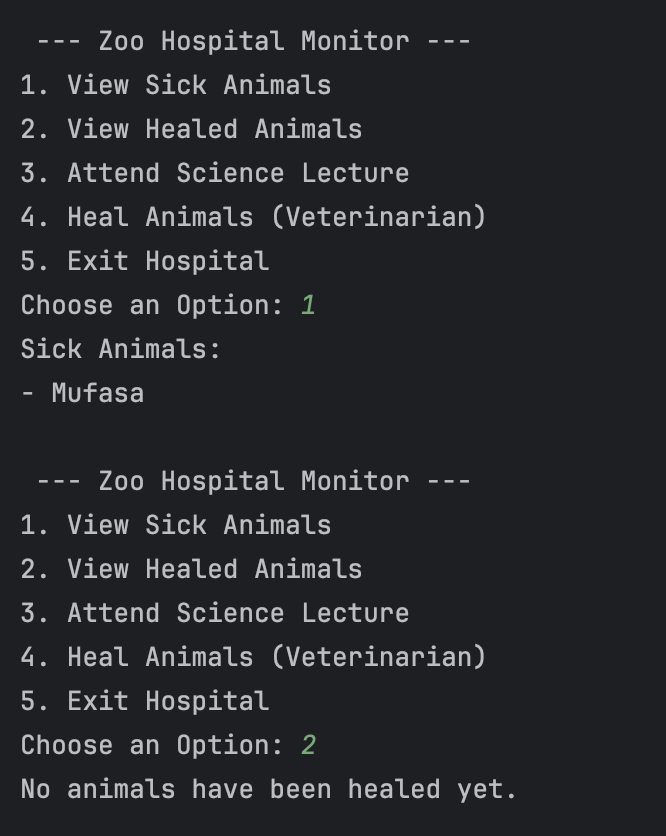 --- Zoo Hospital Monitor ---
1. View Sick Animals
2. View Healed Animals
3. Attend Science Lecture
4. Heal Animals (Veterinarian)
5. Exit Hospital
Choose an Option: 1
Sick Animals:
- Mufasa
--- Zoo Hospital Monitor ---
1. View Sick Animals
2. View Healed Animals
3. Attend Science Lecture
4. Heal Animals (Veterinarian)
5. Exit Hospital
Choose an Option: 2
No animals have been healed yet.